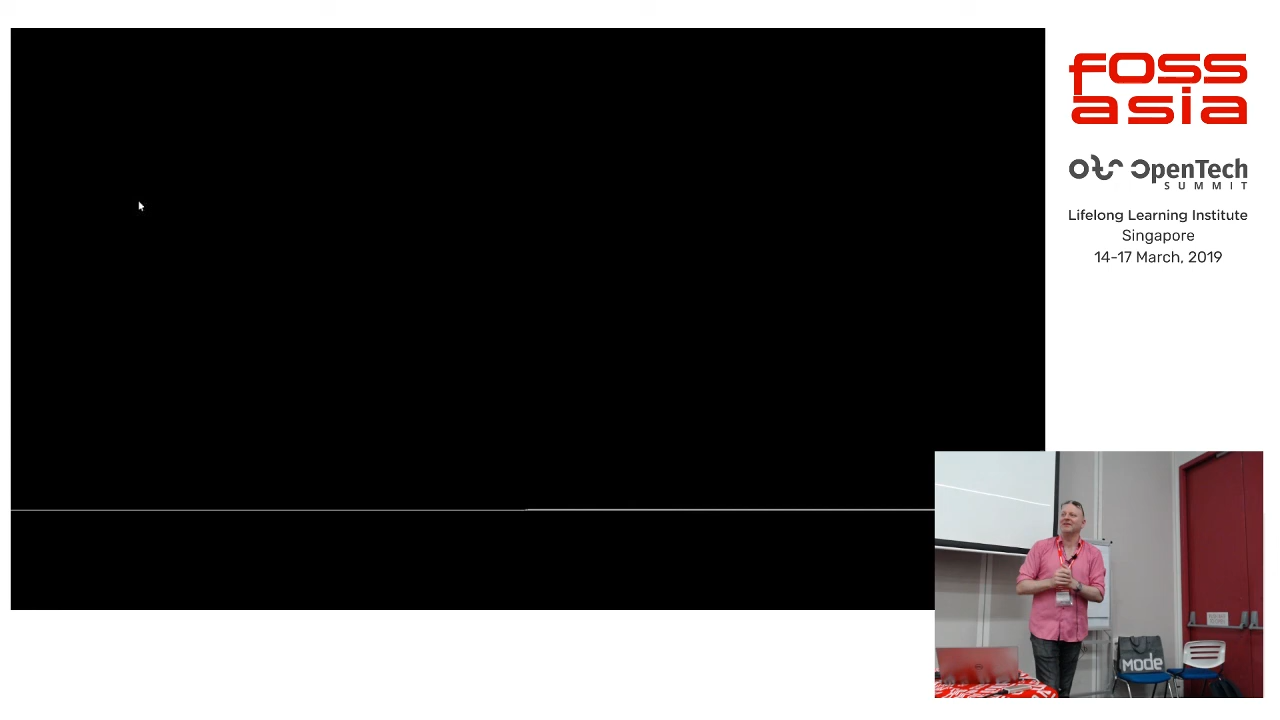 fOSS
asia
OpenTech
SUMMIT
Lifelong Learning Institute
Singapore
14-17 March, 2019
mode